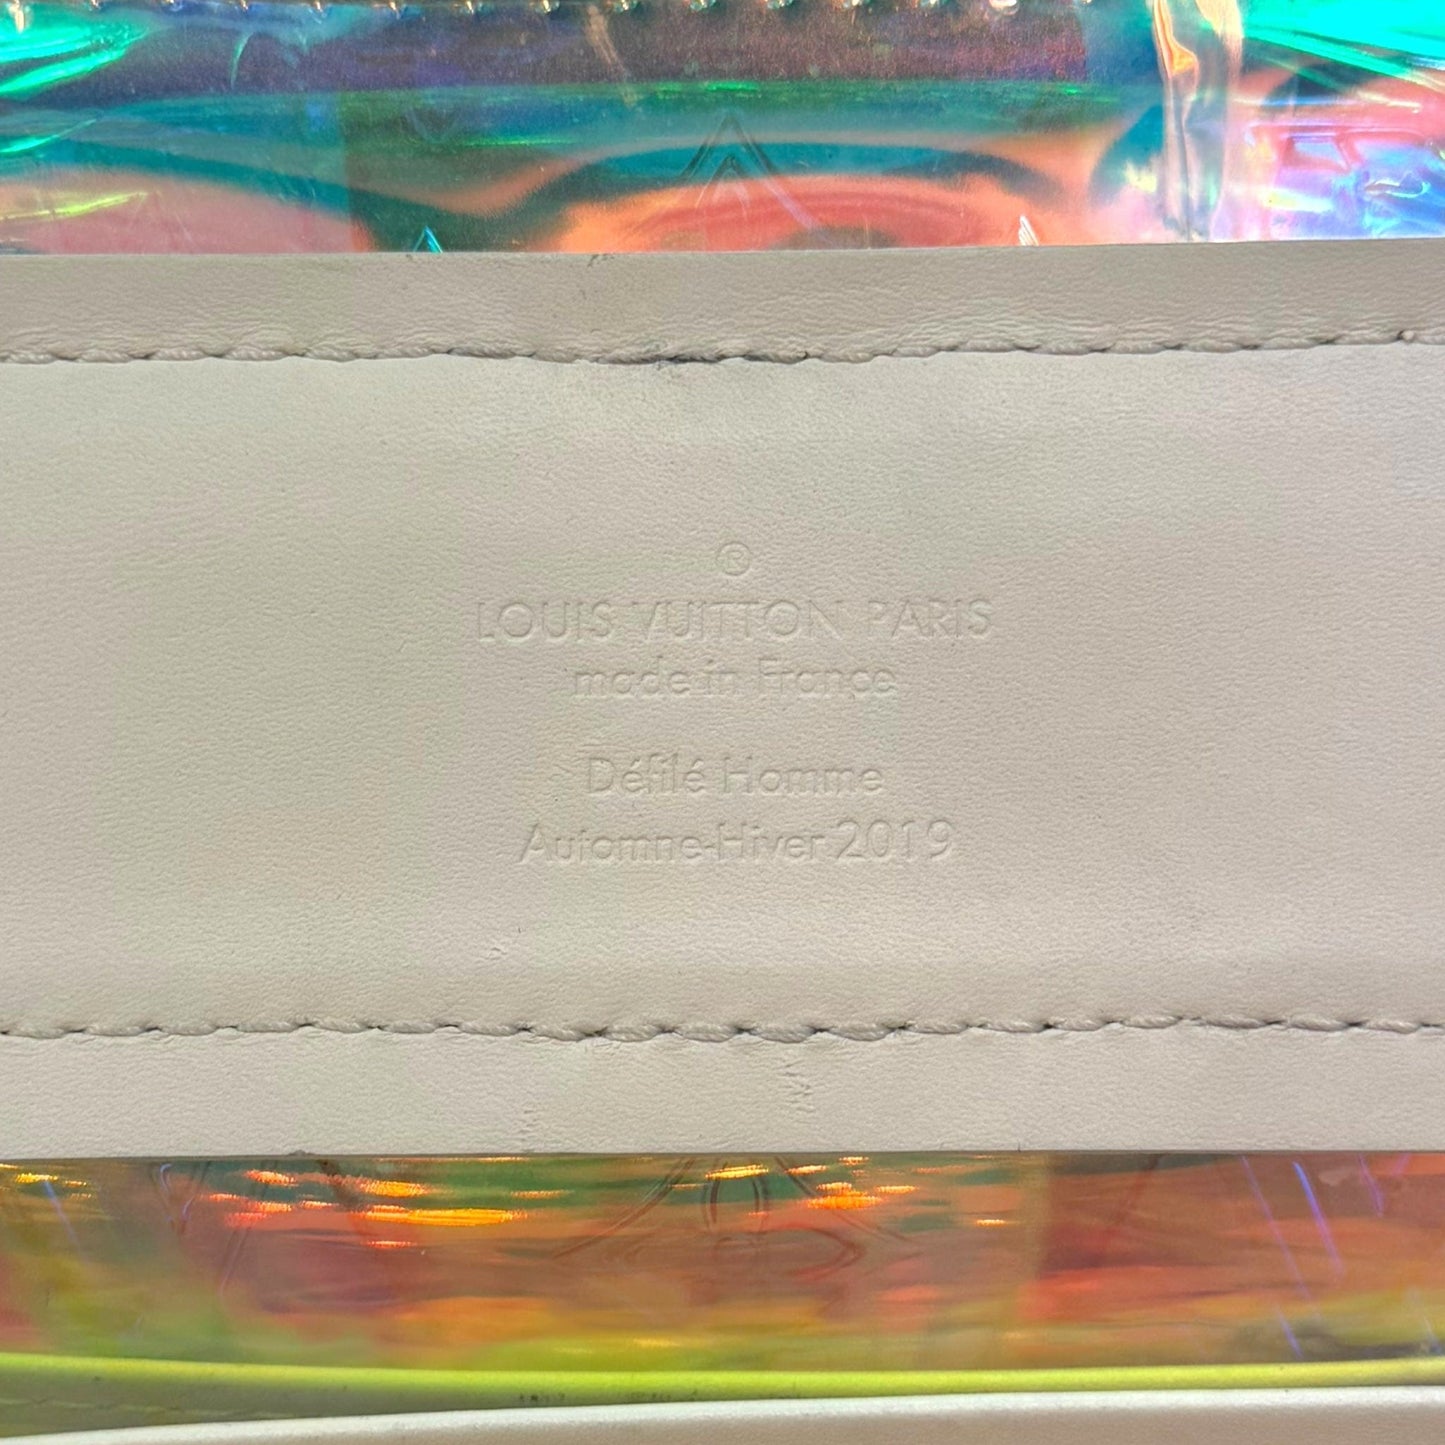 ®
LOUIS VUITTON PARIS
made in France
Défilé Homme
Automne-Hiver 2019